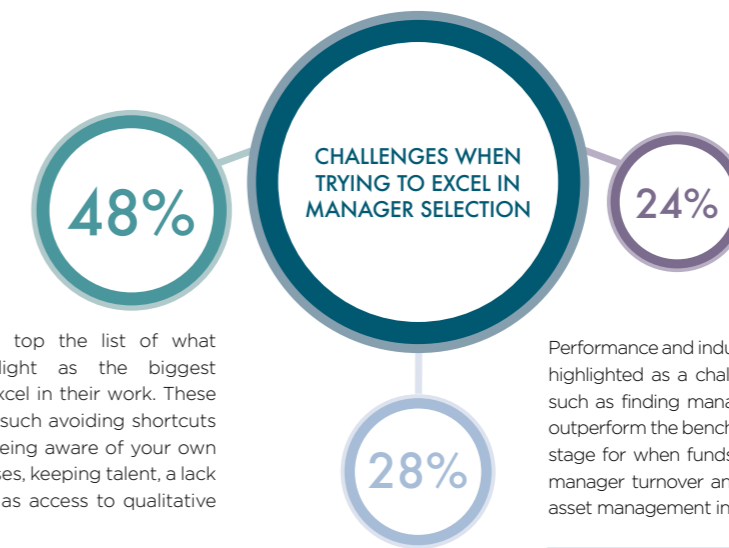 CHALLENGES WHEN
TRYING TO EXCEL IN
MANAGER SELECTION
48%
24%
top the list of what
light as the biggest
xcel in their work. These
such avoiding shortcuts
eing aware of your own
ses, keeping talent, a lack
as access to qualitative
28%
Performance and indu
highlighted as a chal
such as finding mana
outperform the bench
stage for when funds
manager turnover an
asset management in